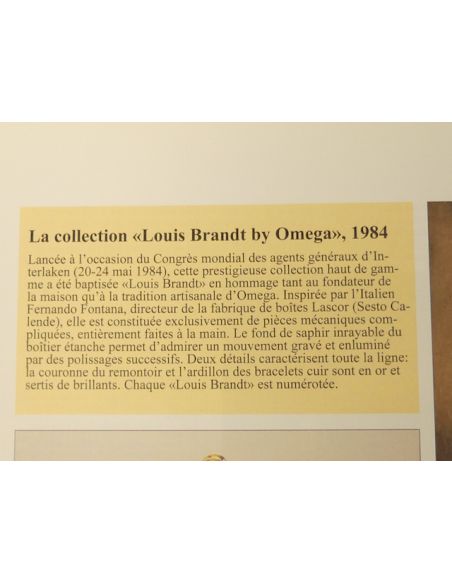 La collection «Louis Brandt by Omega», 1984
Lancée à l'occasion du Congrès mondial des agents généraux d'In-
terlaken (20-24 mai 1984), cette prestigieuse collection haut de gam-
me a été baptisée «Louis Brandt» en hommage tant au fondateur de
la maison qu'à la tradition artisanale d'Omega. Inspirée par l'Italien
Fernando Fontana, directeur de la fabrique de boîtes Lascor (Sesto Ca-
lende), elle est constituée exclusivement de pièces mécaniques com-
pliquées, entièrement faites à la main. Le fond de saphir inrayable du
boîtier étanche permet d'admirer un mouvement gravé et enluminé
par des polissages successifs. Deux détails caractérisent toute la ligne:
la couronne du remontoir et l'ardillon des bracelets cuir sont en or et
sertis de brillants. Chaque «Louis Brandt» est numérotée.